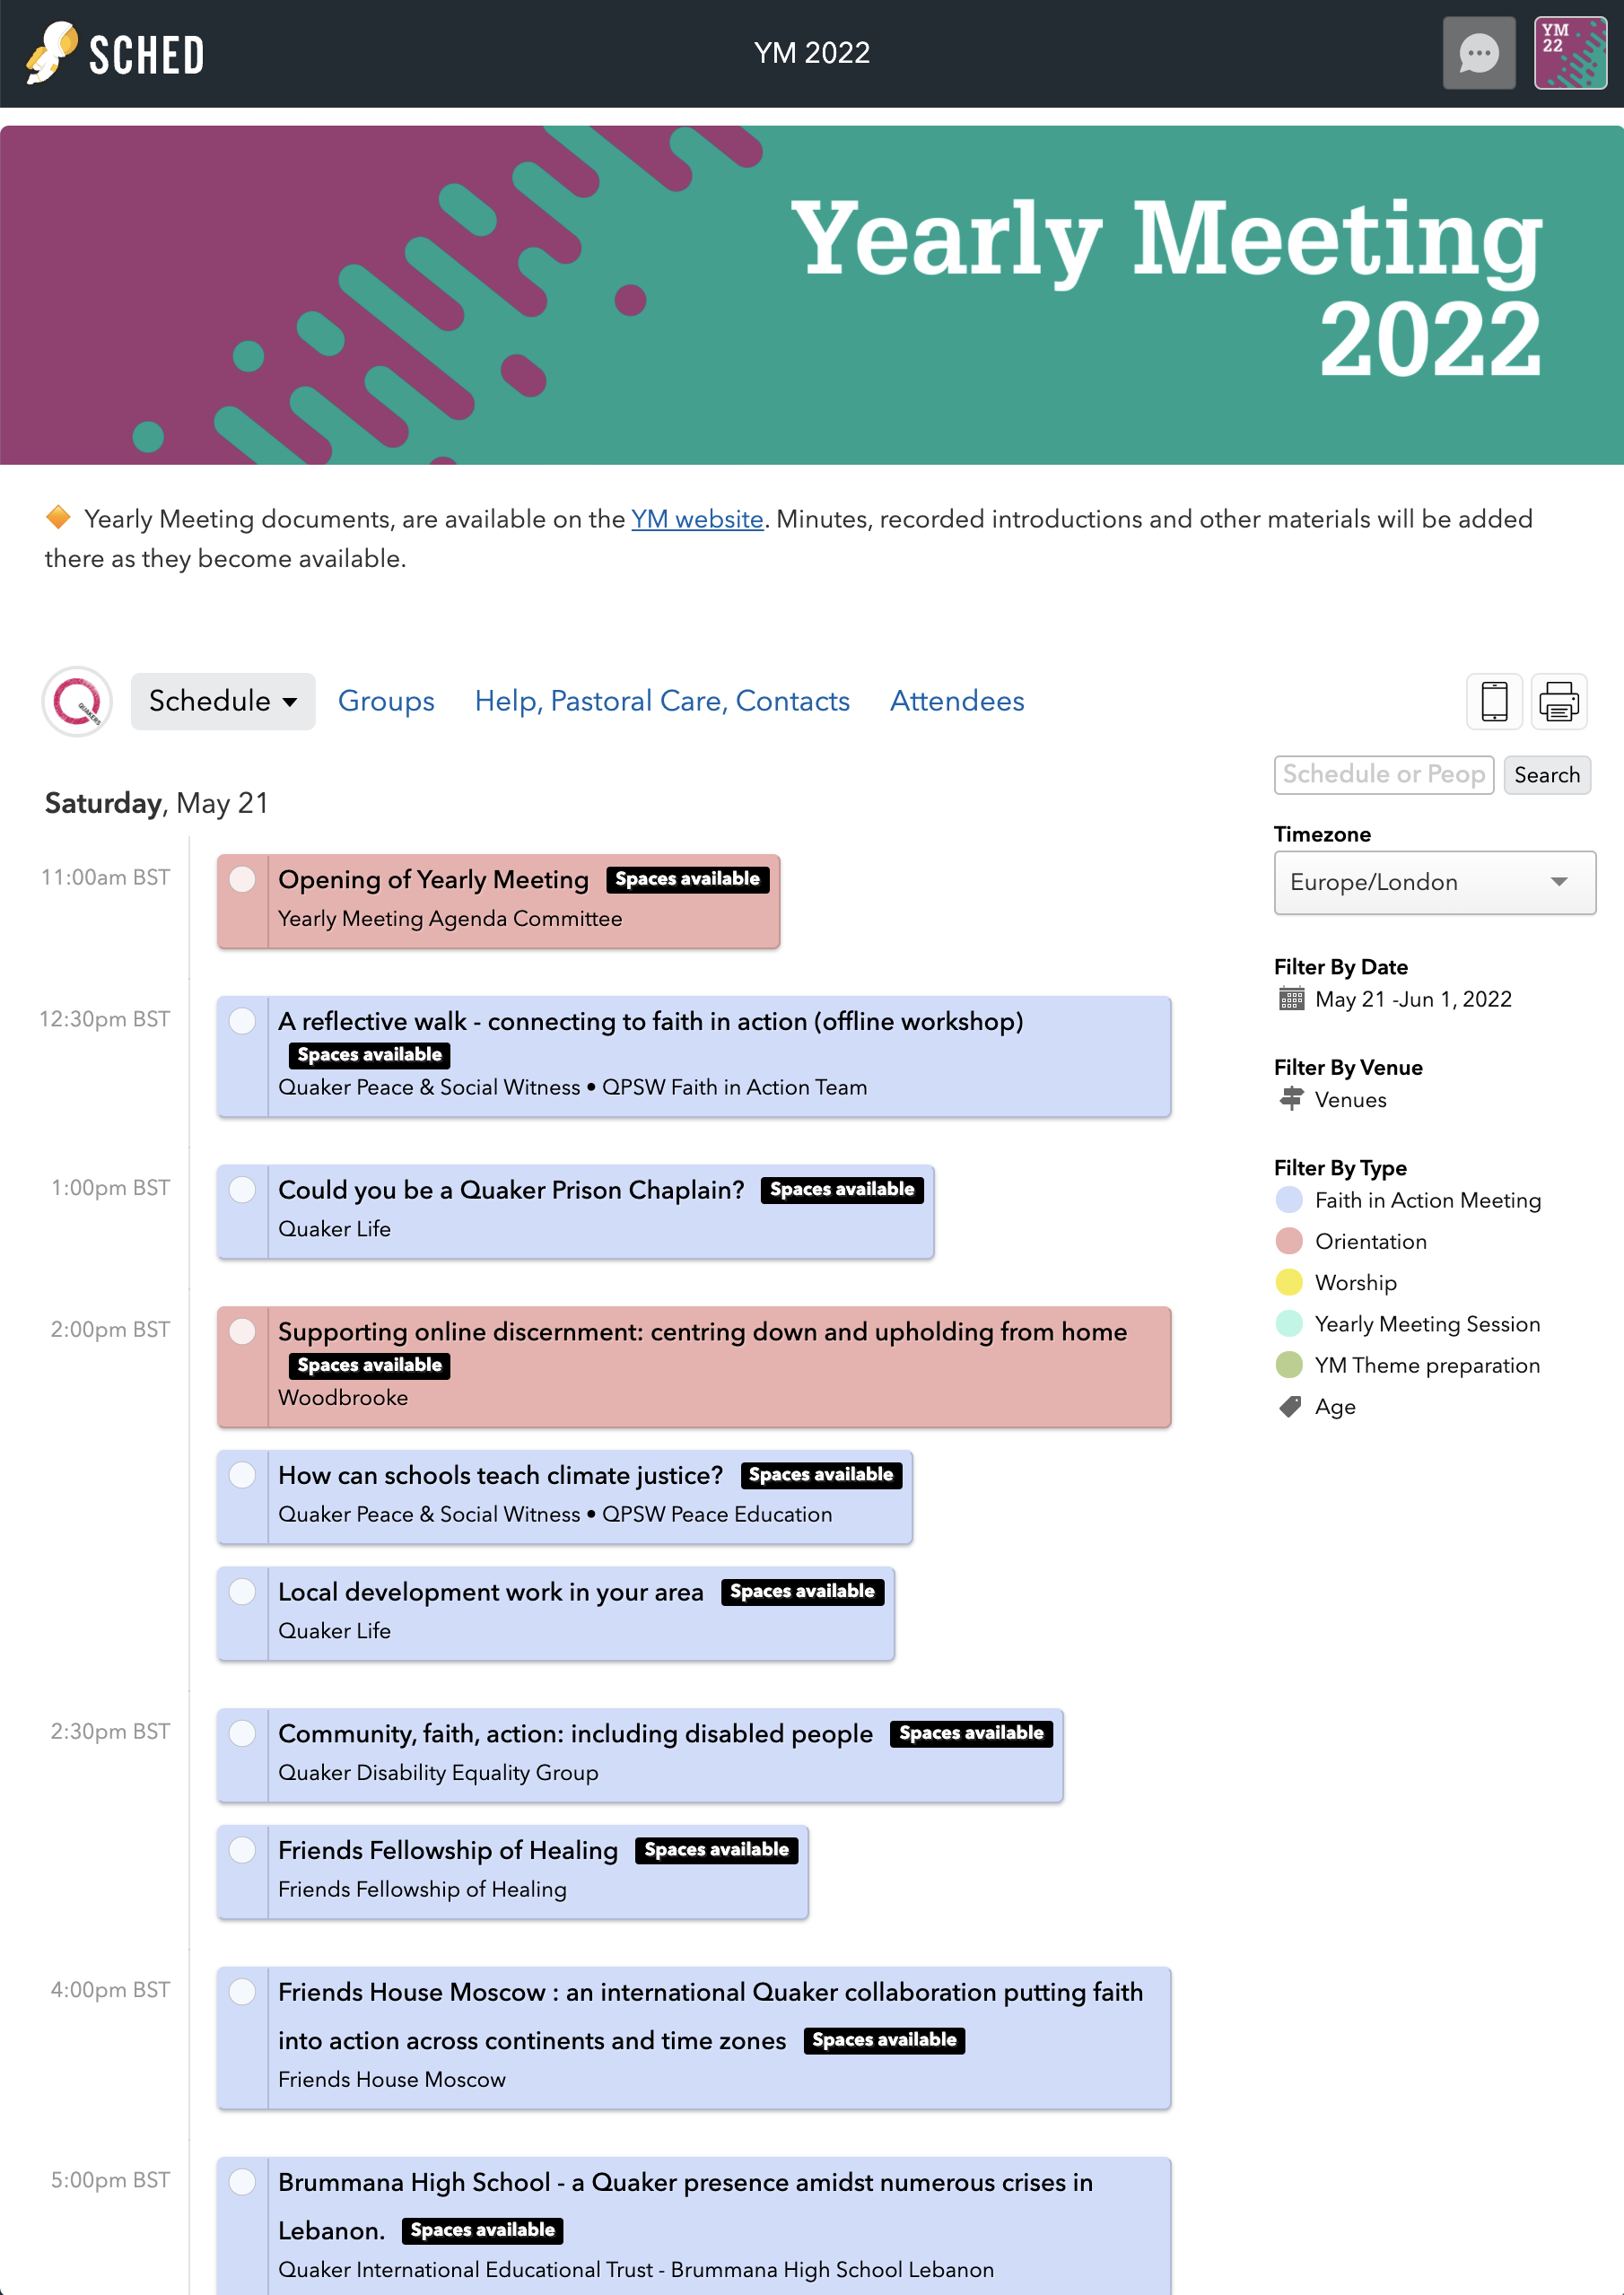 SCHED
YM 2022
YM
22
Yearly Meeting
2022
Yearly Meeting documents, are available on the YM website. Minutes, recorded introductions and other materials will be added
there as they become available.
QUAKERS
Schedule
Groups
Help, Pastoral Care, Contacts
Attendees
Schedule or Peop
Search
Saturday, May 21
11:00am BST
Opening of Yearly Meeting Spaces available
Yearly Meeting Agenda Committee
12:30pm BST
A reflective walk - connecting to faith in action (offline workshop)
Spaces available
Quaker Peace & Social Witness • QPSW Faith in Action Team
1:00pm BST
Could you be a Quaker Prison Chaplain? Spaces available
Quaker Life
2:00pm BST
Supporting online discernment: centring down and upholding from home
Spaces available
Woodbrooke
How can schools teach climate justice? Spaces available
Quaker Peace & Social Witness • QPSW Peace Education
Local development work in your area Spaces available
Quaker Life
2:30pm BST
Community, faith, action: including disabled people Spaces available
Quaker Disability Equality Group
Friends Fellowship of Healing Spaces available
Friends Fellowship of Healing
4:00pm BST
Friends House Moscow : an international Quaker collaboration putting faith
into action across continents and time zones Spaces available
Friends House Moscow
5:00pm BST
Brummana High School - a Quaker presence amidst numerous crises in
Lebanon. Spaces available
Quaker International Educational Trust - Brummana High School Lebanon
Timezone
Europe/London
Filter By Date
May 21 -Jun 1, 2022
Filter By Venue
Venues
Filter By Type
Faith in Action Meeting
Orientation
Worship
Yearly Meeting Session
YM Theme preparation
Age